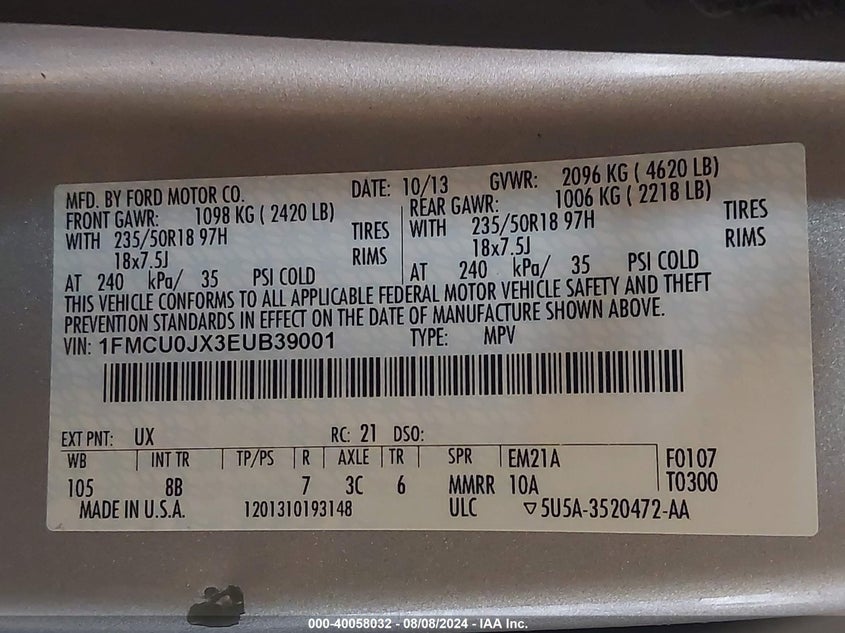 MFD. BY FORD MOTOR CO. DATE: 10/13 GVWR: 2096 KG ( 4620 LB)
FRONT GAWR: 1098 KG ( 2420 LB) REAR GAWR: 1006 KG ( 2218 LB)
WITH 235/50R18 97H TIRES WITH 235/50R18 97H TIRES
18x7.5J RIMS 18x7.5J RIMS
AT 240 kPa/ 35 PSI COLD AT 240 kPa/ 35 PSI COLD
THIS VEHICLE CONFORMS TO ALL APPLICABLE FEDERAL MOTOR VEHICLE SAFETY AND THEFT
PREVENTION STANDARDS IN EFFECT ON THE DATE OF MANUFACTURE SHOWN ABOVE.
VIN: 1FMCU0JX3EUB39001 TYPE: MPV
EXT PNT: UX RC: 21 DSO:
WB INT TR TP/PS R AXLE TR SPR EM21A F0107
105 8B 7 3C 6 MMRR 10A T0300
MADE IN U.S.A. 1201310193148 ULC ▽5U5A-3520472-AA
000-40058032 - 08/08/2024 - IAA Inc.